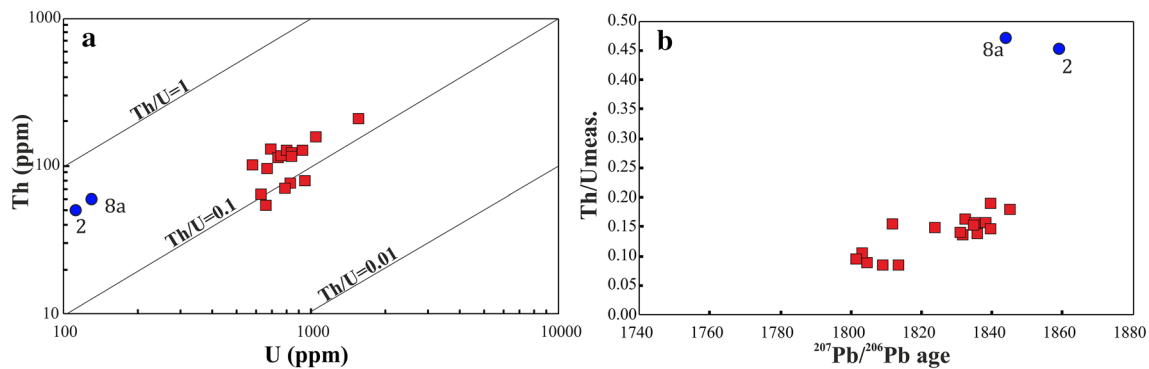 a
1000
100
10
Th (ppm)
Th/U=1
Th/U=0.1
Th/U=0.01
2
8a
100
1000
10000
U (ppm)
b
0.50
0.45
0.40
0.35
0.30
0.25
0.20
0.15
0.10
0.05
0.00
Th/Umeas.
8a
2
1740
1760
1780
1800
1820
1840
1860
1880
²⁰⁷Pb/²⁰⁶Pb age